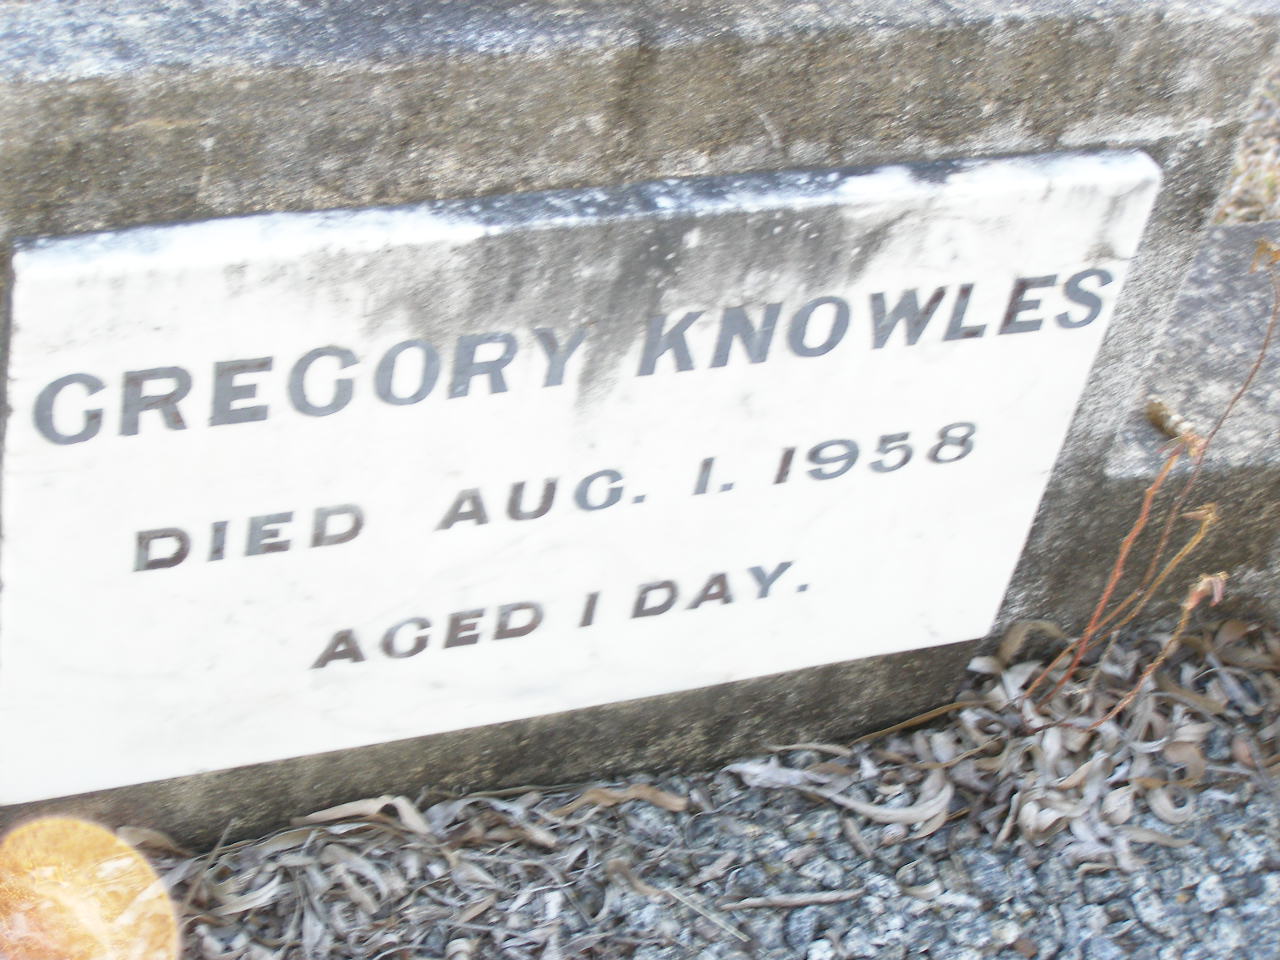 GREGORY KNOWLES
DIED AUG. 1. 1958
AGED 1 DAY.